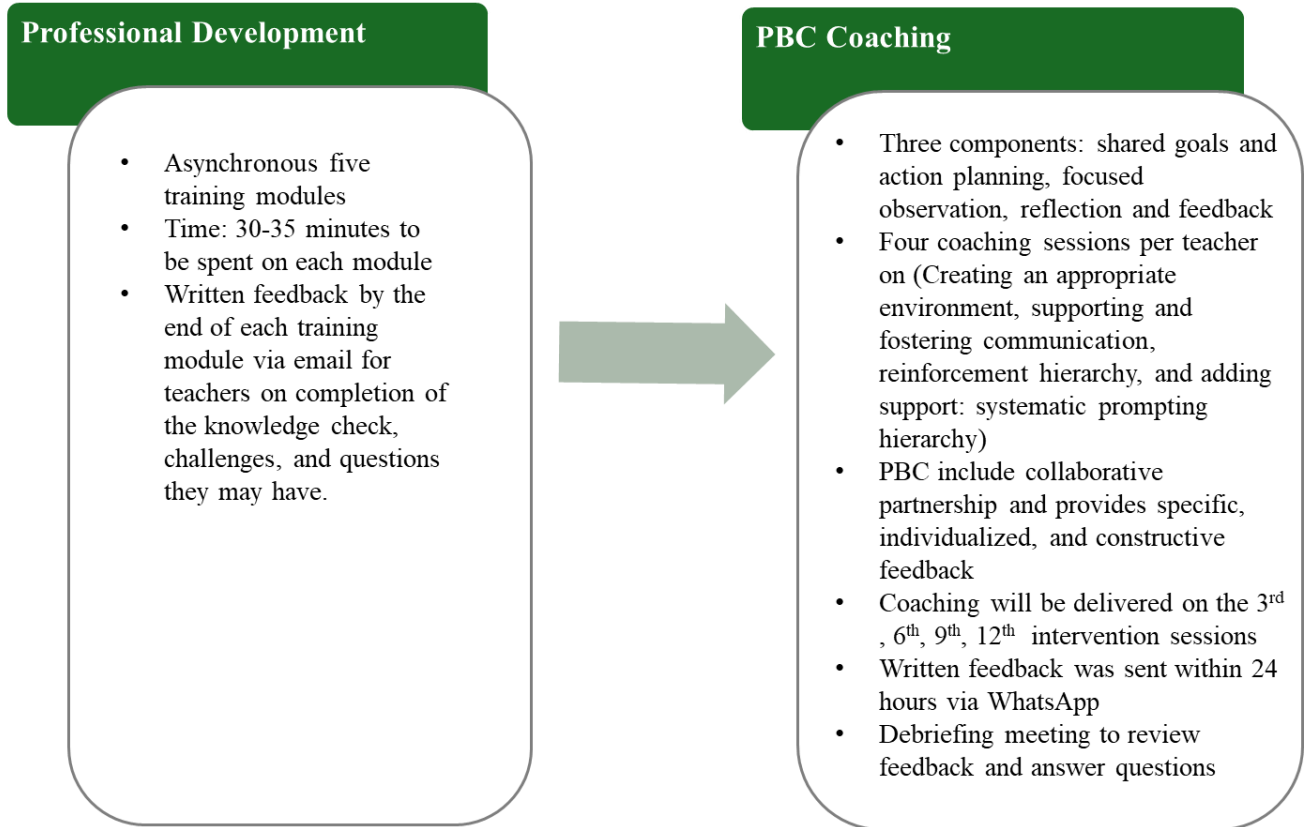 Professional Development
• Asynchronous five
training modules
• Time: 30-35 minutes to
be spent on each module
• Written feedback by the
end of each training
module via email for
teachers on completion of
the knowledge check,
challenges, and questions
they may have.
PBC Coaching
• Three components: shared goals and
action planning, focused
observation, reflection and feedback
• Four coaching sessions per teacher
on (Creating an appropriate
environment, supporting and
fostering communication,
reinforcement hierarchy, and adding
support: systematic prompting
hierarchy)
• PBC include collaborative
partnership and provides specific,
individualized, and constructive
feedback
• Coaching will be delivered on the 3rd
, 6th, 9th, 12th intervention sessions
• Written feedback was sent within 24
hours via WhatsApp
• Debriefing meeting to review
feedback and answer questions